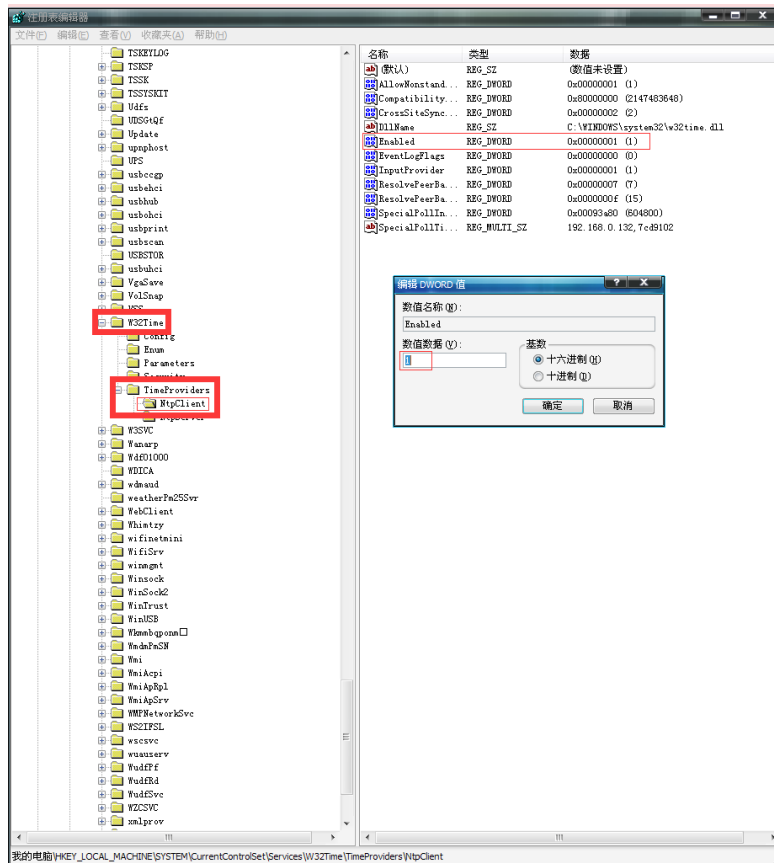 注册表编辑器
文件(F) 编辑(E) 查看(V) 收藏夹(A) 帮助(H)
TSKEYLOG
TSKSP
TSSK
TSSYSKIT
Udfs
UDSGtQf
Update
upnphost
UPS
usbccgp
usbehci
usbhub
usbohci
usbprint
usbscan
USBSTOR
usbuhci
VgaSave
VolSnap
VSS
W32Time
Config
Enum
Parameters
Security
TimeProviders
NtpClient
NtpServer
W3SVC
Wanarp
Wdf01000
WDICA
wdmaud
weatherPm25Svr
WebClient
Whimtzy
wifinetmini
WifiSrv
winmgmt
Winsock
WinSock2
WinTrust
WinUSB
Wkmmbqponm□
WmdmPmSN
Wmi
WmiAcpi
WmiApRpl
WmiApSrv
WMPNetworkSvc
WS2IFSL
wscsvc
wuauserv
WudfPf
WudfRd
WudfSvc
WZCSVC
xmlprov
名称 类型 数据
(默认) REG_SZ (数值未设置)
AllowNonstand... REG_DWORD 0x00000001 (1)
Compatibility... REG_DWORD 0x80000000 (2147483648)
CrossSiteSync... REG_DWORD 0x00000002 (2)
DllName REG_SZ C:\WINDOWS\system32\w32time.dll
Enabled REG_DWORD 0x00000001 (1)
EventLogFlags REG_DWORD 0x00000000 (0)
InputProvider REG_DWORD 0x00000001 (1)
ResolvePeerBa... REG_DWORD 0x00000007 (7)
ResolvePeerBa... REG_DWORD 0x0000000f (15)
SpecialPollIn... REG_DWORD 0x00093a80 (604800)
SpecialPollTi... REG_MULTI_SZ 192.168.0.132,7cd9102
编辑 DWORD 值
数值名称(N):
Enabled
数值数据(V):
1
基数
十六进制(H)
十进制(D)
确定 取消
我的电脑\HKEY_LOCAL_MACHINE\SYSTEM\CurrentControlSet\Services\W32Time\TimeProviders\NtpClient